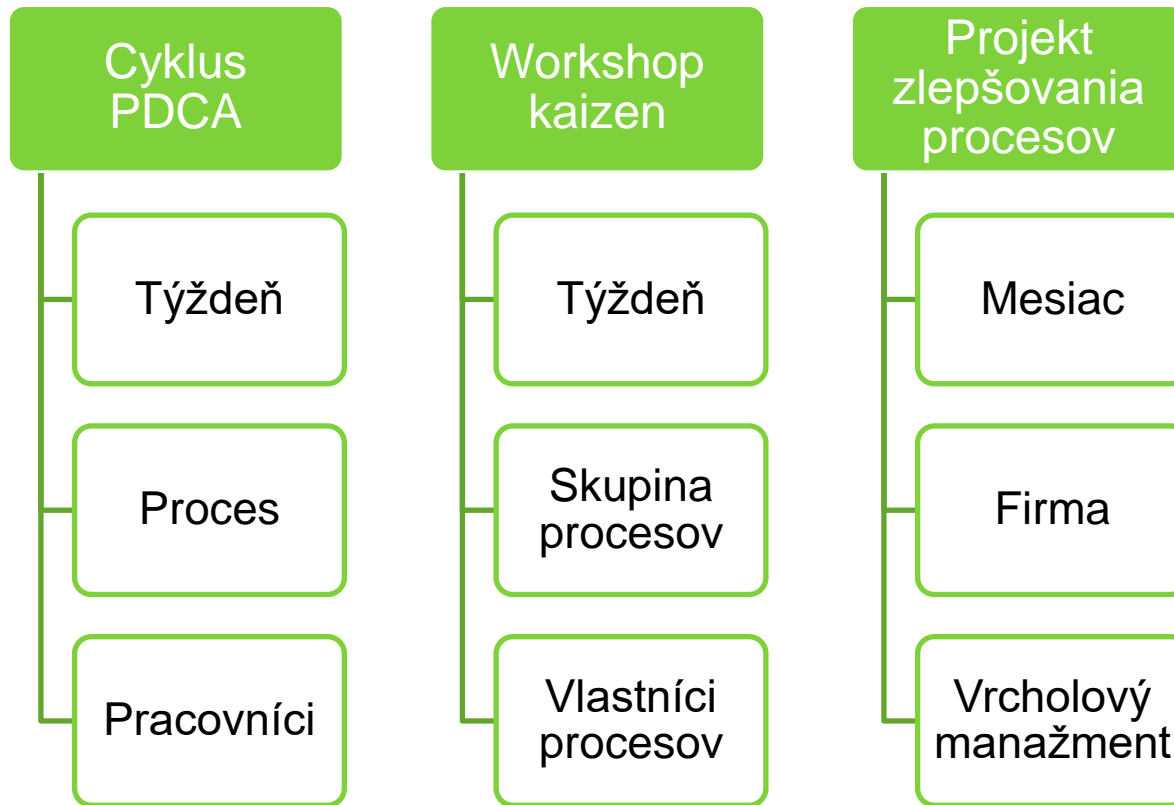 Cyklus
PDCA
Týždeň
Proces
Pracovníci
Workshop
kaizen
Týždeň
Skupina
procesov
Vlastníci
procesov
Projekt
zlepšovania
procesov
Mesiac
Firma
Vrcholový
manažment